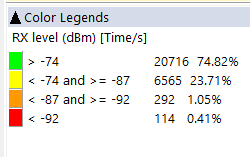 Color Legends
RX level (dBm) [Time/s]
> -74 20716 74.82%
< -74 and >= -87 6565 23.71%
< -87 and >= -92 292 1.05%
< -92 114 0.41%